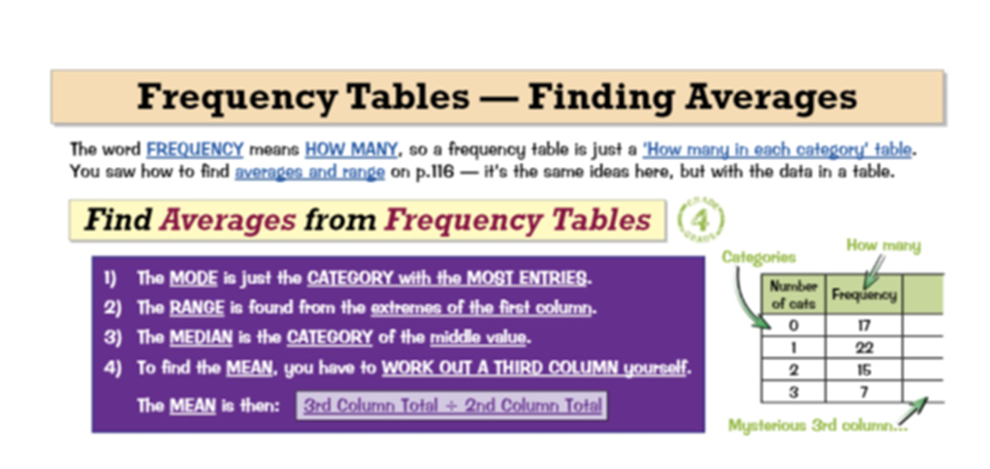 Frequency Tables — Finding Averages
The word FREQUENCY means HOW MANY, so a frequency table is just a 'How many in each category' table.
You saw how to find averages and range on p.116 — it's the same ideas here, but with the data in a table.
Find Averages from Frequency Tables
GRADE 4 GRADE
1) The MODE is just the CATEGORY with the MOST ENTRIES.
2) The RANGE is found from the extremes of the first column.
3) The MEDIAN is the CATEGORY of the middle value.
4) To find the MEAN, you have to WORK OUT A THIRD COLUMN yourself.
The MEAN is then: 3rd Column Total ÷ 2nd Column Total
Categories
How many
Number of cats Frequency
0 17
1 22
2 15
3 7
Mysterious 3rd column...